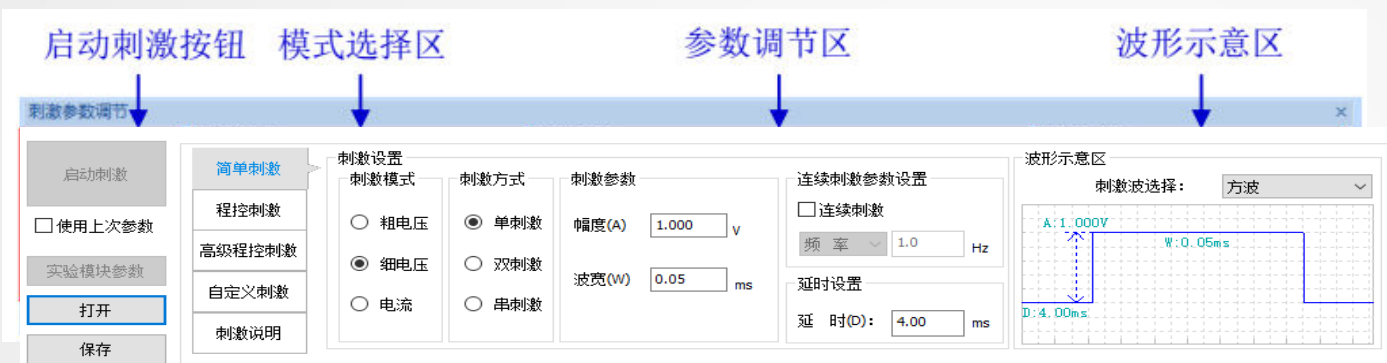 启动刺激按钮 模式选择区 参数调节区 波形示意区
刺激参数调节
启动刺激
使用上次参数
实验模块参数
打开
保存
简单刺激
程控刺激
高级程控刺激
自定义刺激
刺激说明
刺激设置
刺激模式
粗电压
细电压
电流
刺激方式
单刺激
双刺激
串刺激
刺激参数
幅度(A) 1.000 V
波宽(W) 0.05 ms
连续刺激参数设置
连续刺激
频 率 1.0 Hz
延时设置
延 时(D)： 4.00 ms
波形示意区
刺激波选择： 方波
A:1.000V
W:0.05ms
D:4.00ms